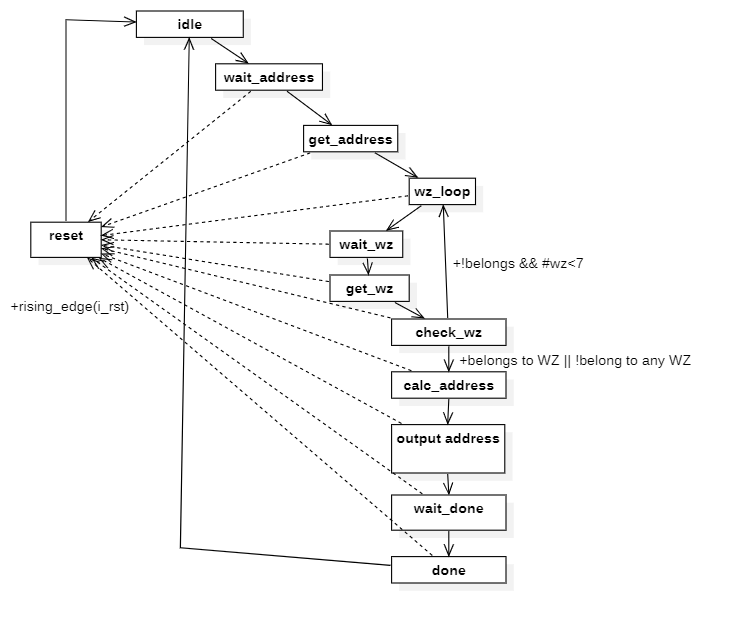 idle
wait_address
get_address
wz_loop
reset
wait_wz
+!belongs && #wz<7
get_wz
+rising_edge(i_rst)
check_wz
+belongs to WZ || !belong to any WZ
calc_address
output address
wait_done
done